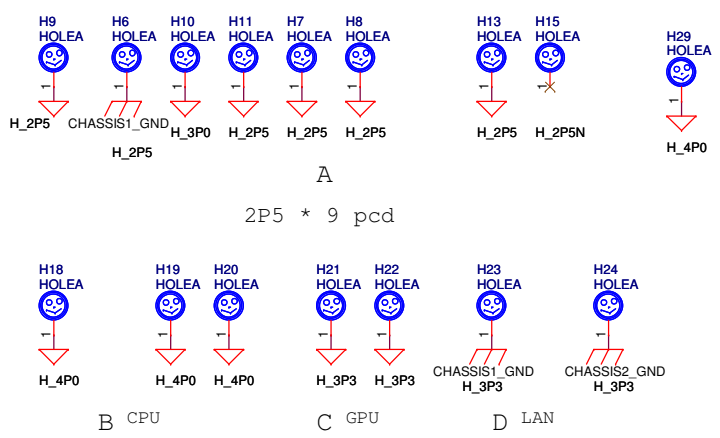 H9 H6 H10 H11 H7 H8 H13 H15
HOLEA HOLEA HOLEA HOLEA HOLEA HOLEA HOLEA HOLEA
H29
HOLEA
1 1 1 1 1 1 1 1
1
H_2P5 CHASSIS1_GND
H_3P0 H_2P5 H_2P5 H_2P5 H_2P5 H_2P5N
H_2P5 H_4P0
A
2P5 * 9 pcd
H18 H19 H20 H21 H22 H23 H24
HOLEA HOLEA HOLEA HOLEA HOLEA HOLEA HOLEA
1 1 1 1 1 1 1
CHASSIS1_GND CHASSIS2_GND
H_4P0 H_4P0 H_4P0 H_3P3 H_3P3 H_3P3 H_3P3
B CPU C GPU D LAN